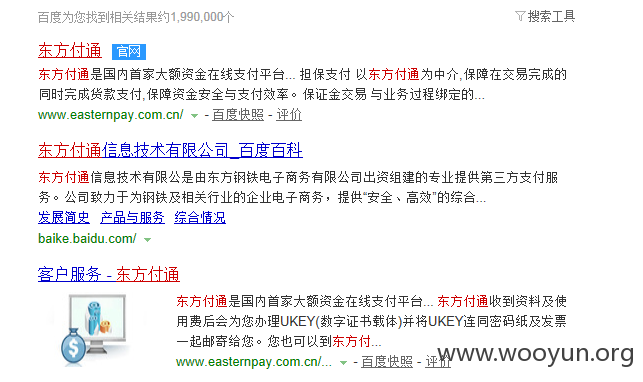 百度为您找到相关结果约1,990,000个 搜索工具
东方付通 官网
东方付通是国内首家大额资金在线支付平台... 担保支付 以东方付通为中介,保障在交易完成的
同时完成货款支付,保障资金安全与支付效率。保证金交易 与业务过程绑定的...
www.easternpay.com.cn/ - 百度快照 - 评价
东方付通信息技术有限公司_百度百科
东方付通信息技术有限公是由东方钢铁电子商务有限公司出资组建的专业提供第三方支付服
务。公司致力于为钢铁及相关行业的企业电子商务，提供“安全、高效”的综合...
发展简史 产品与服务 综合情况
baike.baidu.com/
客户服务 - 东方付通
东方付通是国内首家大额资金在线支付平台... 东方付通收到资料及使
用费后会为您办理UKEY(数字证书载体)并将UKEY连同密码纸及发票
一起邮寄给您。您也可以到东方付...
www.easternpay.com.cn/... - 百度快照 - 评价
www.wooyun.org